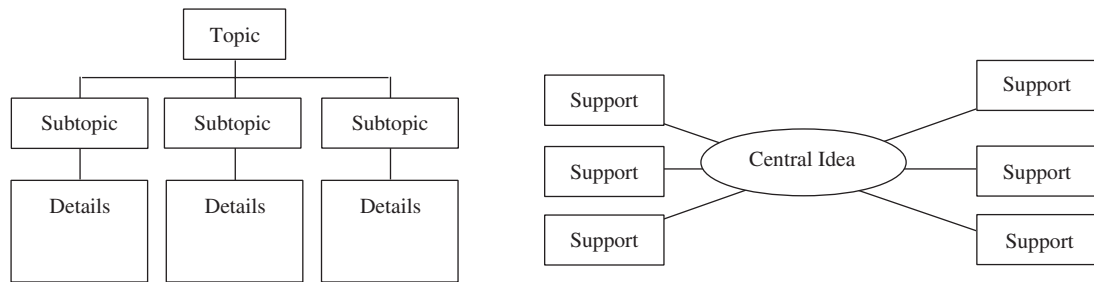 Topic
Subtopic Subtopic Subtopic
Details Details Details
Support
Support
Support
Central Idea
Support
Support
Support